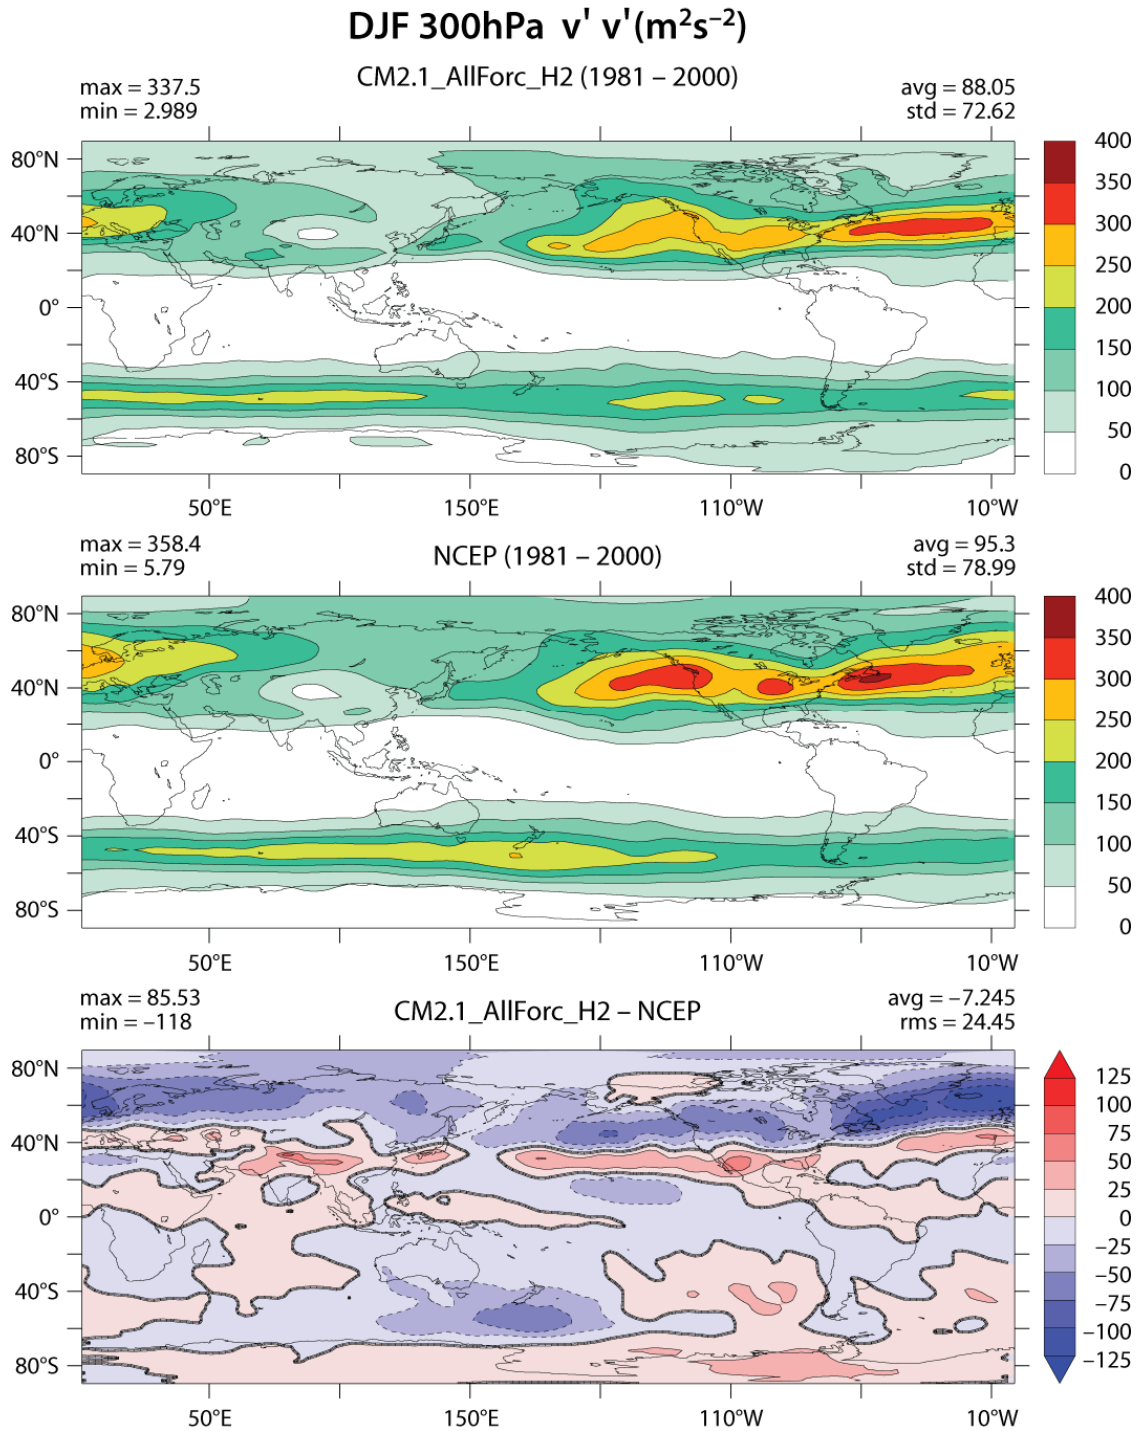 DJF 300hPa v' v'(m²s⁻²)
CM2.1_AllForc_H2 (1981 – 2000)
max = 337.5
min = 2.989
avg = 88.05
std = 72.62
80°N
40°N
0°
40°S
80°S
50°E
150°E
110°W
10°W
400
350
300
250
200
150
100
50
0
max = 358.4
min = 5.79
NCEP (1981 – 2000)
avg = 95.3
std = 78.99
80°N
40°N
0°
40°S
80°S
50°E
150°E
110°W
10°W
400
350
300
250
200
150
100
50
0
max = 85.53
min = –118
CM2.1_AllForc_H2 – NCEP
avg = –7.245
rms = 24.45
80°N
40°N
0°
40°S
80°S
50°E
150°E
110°W
10°W
125
100
75
50
25
0
–25
–50
–75
–100
–125